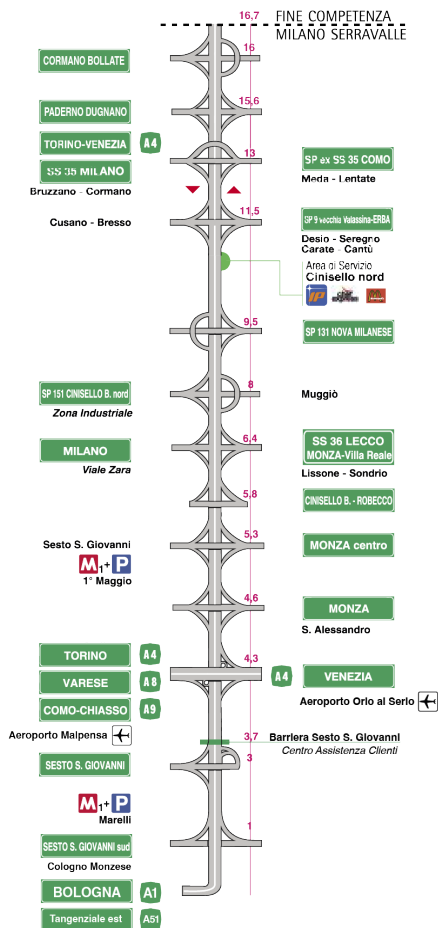 16,7 FINE COMPETENZA
MILANO SERRAVALLE
CORMANO BOLLATE
16
PADERNO DUGNANO
15,6
TORINO-VENEZIA A4
SS 35 MILANO
Bruzzano - Cormano
13
SP ex SS 35 COMO
Meda - Lentate
Cusano - Bresso
11,5
SP 9 vecchia Valassina-ERBA
Desio - Seregno
Carate - Cantù
Area di Servizio
Cinisello nord
IP
9,5
SP 131 NOVA MILANESE
SP 151 CINISELLO B. nord
Zona Industriale
8
Muggiò
MILANO
Viale Zara
6,4
SS 36 LECCO
MONZA-Villa Reale
Lissone - Sondrio
5,8
CINISELLO B. - ROBECCO
Sesto S. Giovanni
M1+P
1° Maggio
5,3
MONZA centro
4,6
MONZA
S. Alessandro
TORINO A4
VARESE A8
COMO-CHIASSO A9
Aeroporto Malpensa
4,3
A4 VENEZIA
Aeroporto Orio al Serio
3,7
Barriera Sesto S. Giovanni
Centro Assistenza Clienti
SESTO S. GIOVANNI
3
M1+P
Marelli
1
SESTO S. GIOVANNI sud
Cologno Monzese
BOLOGNA A1
Tangenziale est A51